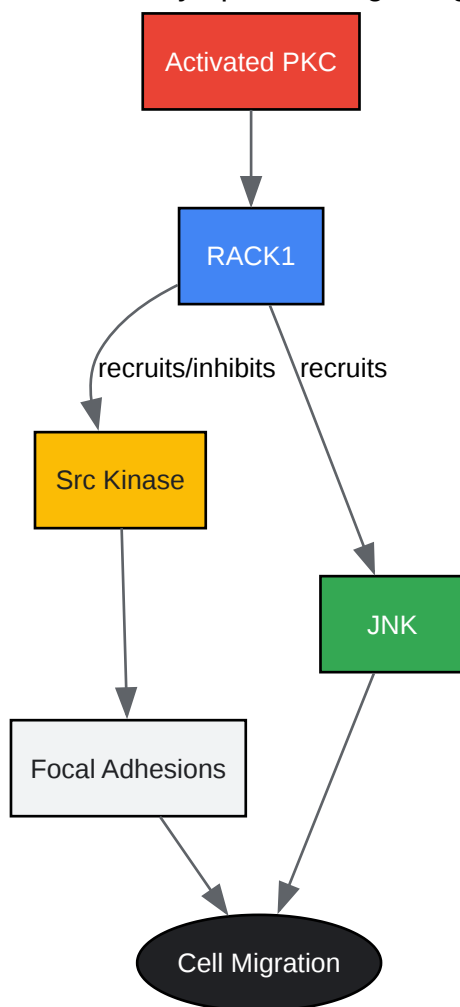 Activated PKC
RACK1
recruits/inhibits
recruits
Src Kinase
JNK
Focal Adhesions
Cell Migration